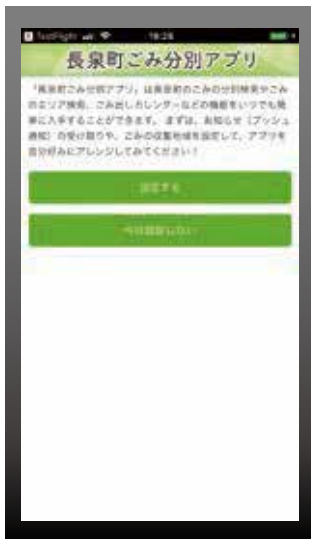 TestFlight 18:26
長泉町ごみ分別アプリ
「長泉町ごみ分別アプリ」は長泉町のごみの分別検索やごみ
のエリア検索、ごみ出しカレンダーなどの機能をいつでも簡
単に入手することができます。まずは、お知らせ（プッシュ
通知）の受け取りや、ごみの収集地域を設定して、アプリを
自分好みにアレンジしてみてください！
設定する
今は設定しない